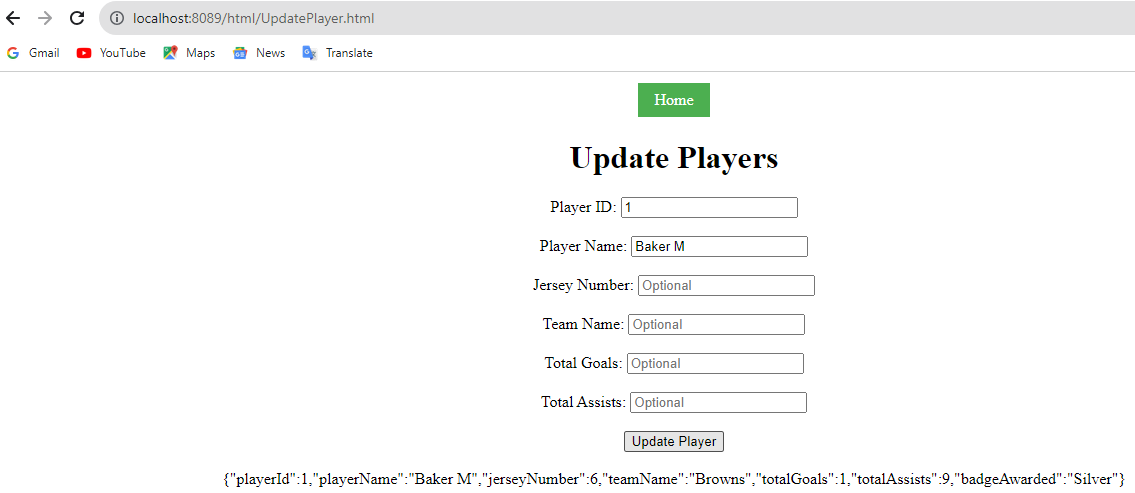 localhost:8089/html/UpdatePlayer.html
Gmail YouTube Maps News Translate
Home
Update Players
Player ID: 1
Player Name: Baker M
Jersey Number: Optional
Team Name: Optional
Total Goals: Optional
Total Assists: Optional
Update Player
{"playerId":1,"playerName":"Baker M","jerseyNumber":6,"teamName":"Browns","totalGoals":1,"totalAssists":9,"badgeAwarded":"Silver"}